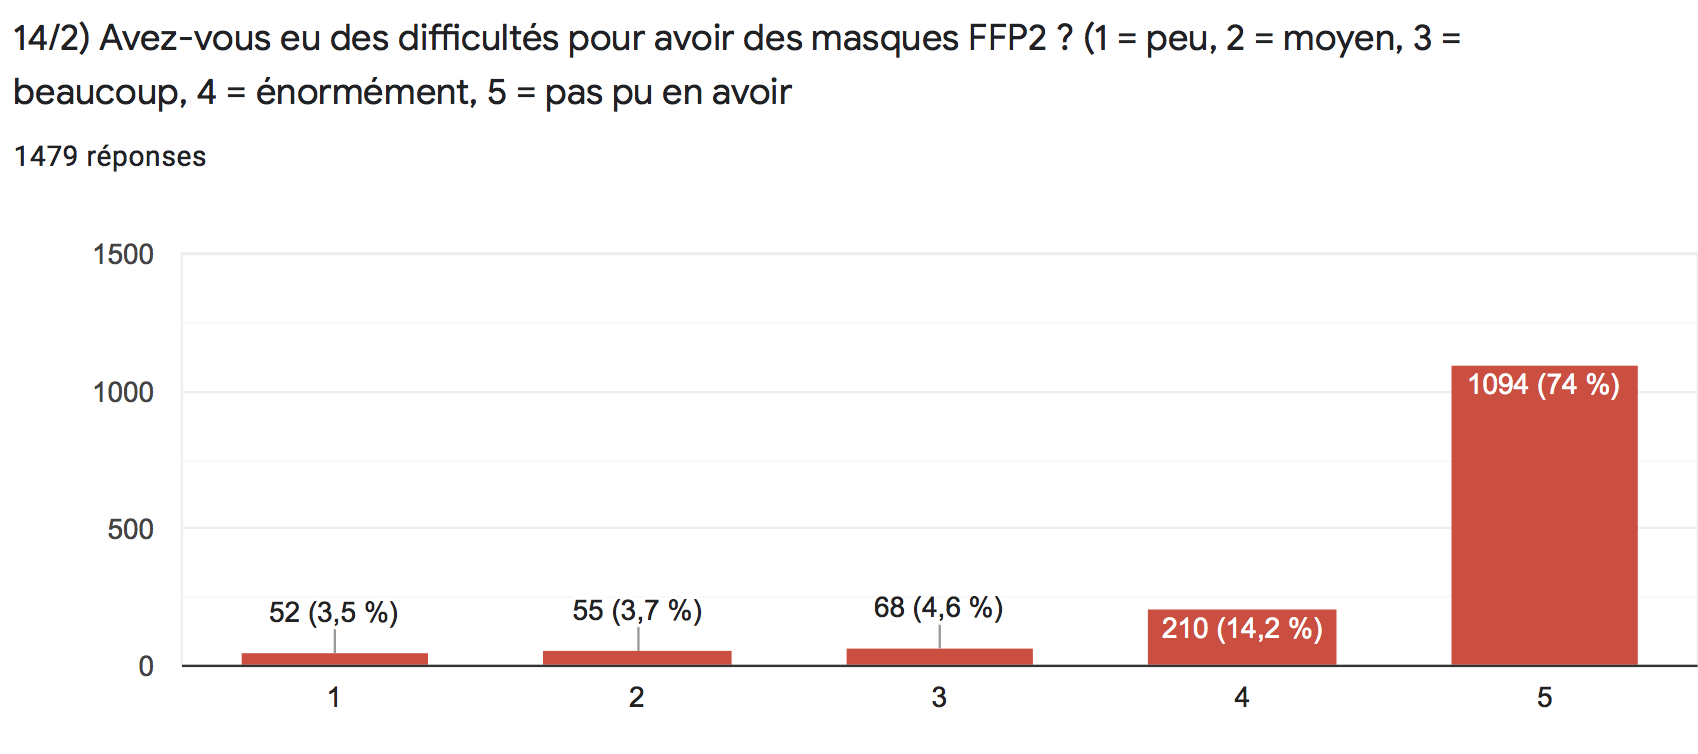 14/2) Avez-vous eu des difficultés pour avoir des masques FFP2 ? (1 = peu, 2 = moyen, 3 =
beaucoup, 4 = énormément, 5 = pas pu en avoir
1479 réponses
1500
1000
500
0
52 (3,5 %)
55 (3,7 %)
68 (4,6 %)
210 (14,2 %)
1094 (74 %)
1
2
3
4
5